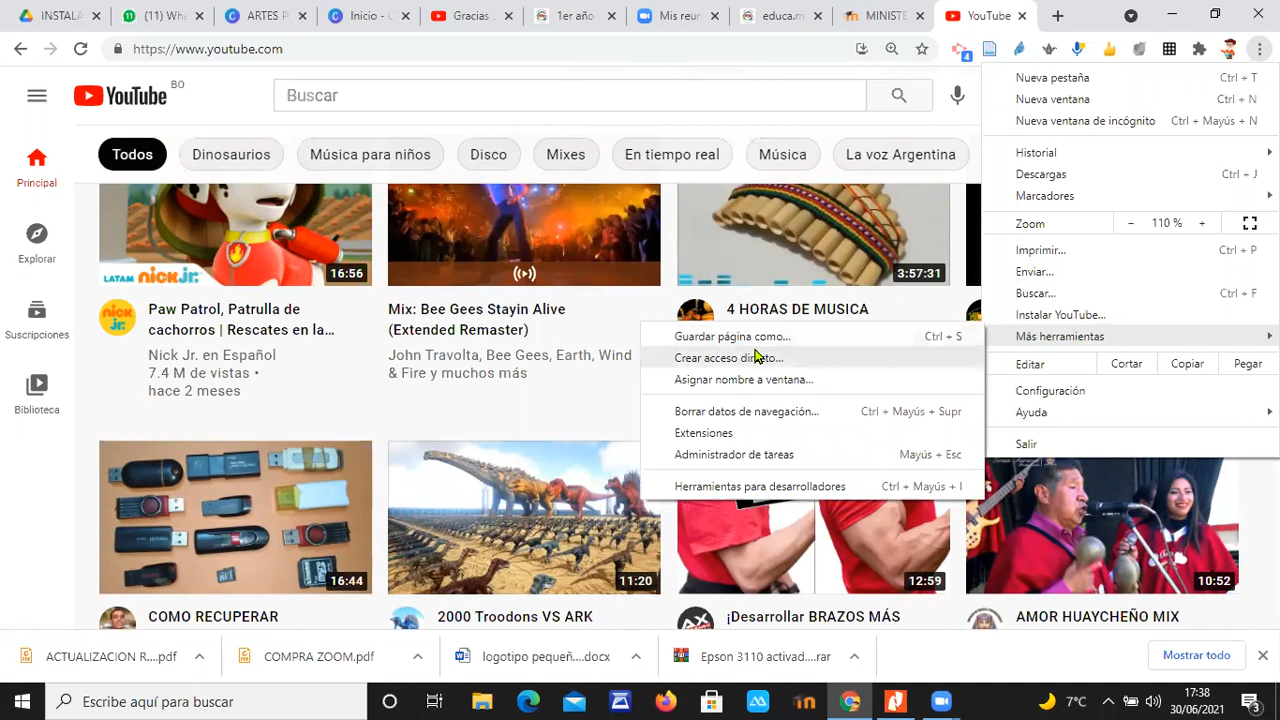 INSTALA
(11) Wha
ARTES P
Inicio - C
Gracias
1er año
Mis reu
educa.m
MINISTE
YouTube
https://www.youtube.com
4
YouTube
BO
Buscar
Todos
Dinosaurios
Música para niños
Disco
Mixes
En tiempo real
Música
La voz Argentina
Principal
Explorar
Suscripciones
Biblioteca
LATAM nick jr.
16:56
3:57:31
nick jr.
Paw Patrol, Patrulla de
cachorros | Rescates en la...
Nick Jr. en Español
7.4 M de vistas •
hace 2 meses
Mix: Bee Gees Stayin Alive
(Extended Remaster)
John Travolta, Bee Gees, Earth, Wind
& Fire y muchos más
4 HORAS DE MUSICA
Nueva pestaña Ctrl + T
Nueva ventana Ctrl + N
Nueva ventana de incógnito Ctrl + Mayús + N
Historial
Descargas Ctrl + J
Marcadores
Zoom − 110 % +
Imprimir... Ctrl + P
Enviar...
Buscar... Ctrl + F
Instalar YouTube...
Más herramientas
Editar Cortar Copiar Pegar
Configuración
Ayuda
Salir
Guardar página como... Ctrl + S
Crear acceso directo...
Asignar nombre a ventana...
Borrar datos de navegación... Ctrl + Mayús + Supr
Extensiones
Administrador de tareas Mayús + Esc
Herramientas para desarrolladores Ctrl + Mayús + I
16:44
11:20
12:59
10:52
COMO RECUPERAR
2000 Troodons VS ARK
¡Desarrollar BRAZOS MÁS
AMOR HUAYCHEÑO MIX
ACTUALIZACION R....pdf
COMPRA ZOOM.pdf
logotipo pequeñ....docx
Epson 3110 activad....rar
Mostrar todo
Escribe aquí para buscar
7°C
17:38
30/06/2021
3